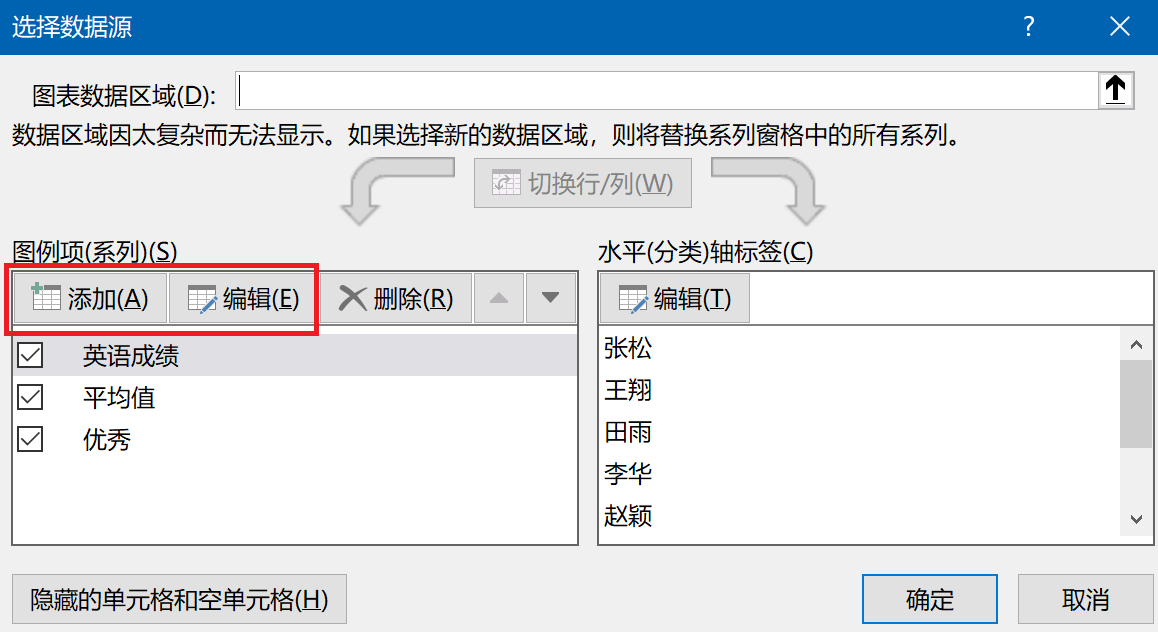 选择数据源
?
图表数据区域(D):
数据区域因太复杂而无法显示。如果选择新的数据区域，则将替换系列窗格中的所有系列。
切换行/列(W)
图例项(系列)(S)
添加(A) 编辑(E) 删除(R)
英语成绩
平均值
优秀
水平(分类)轴标签(C)
编辑(T)
张松
王翔
田雨
李华
赵颖
隐藏的单元格和空单元格(H)
确定
取消